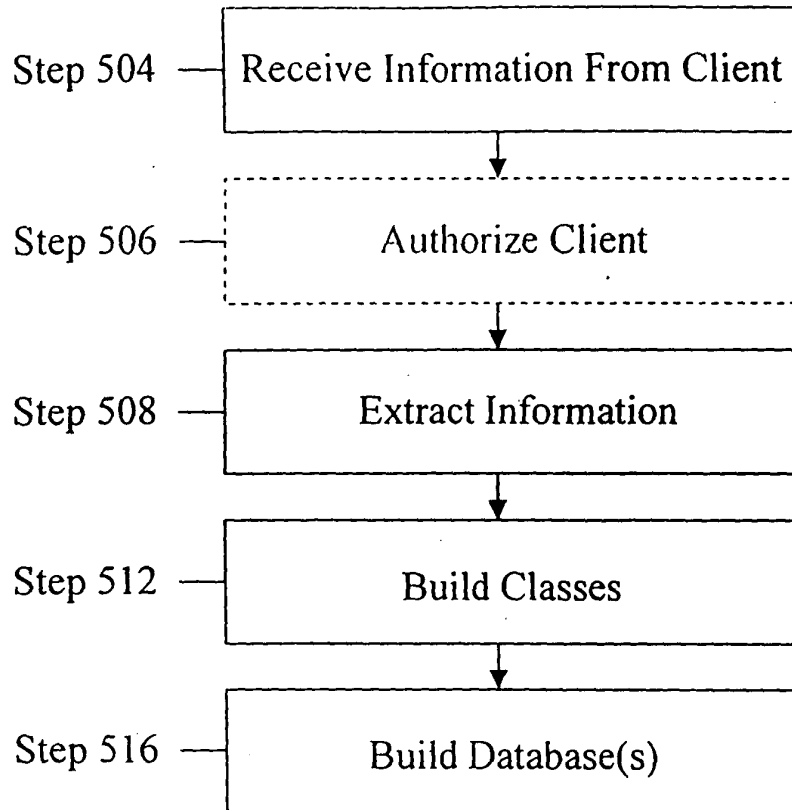 Step 504 Receive Information From Client
Step 506 Authorize Client
Step 508 Extract Information
Step 512 Build Classes
Step 516 Build Database(s)